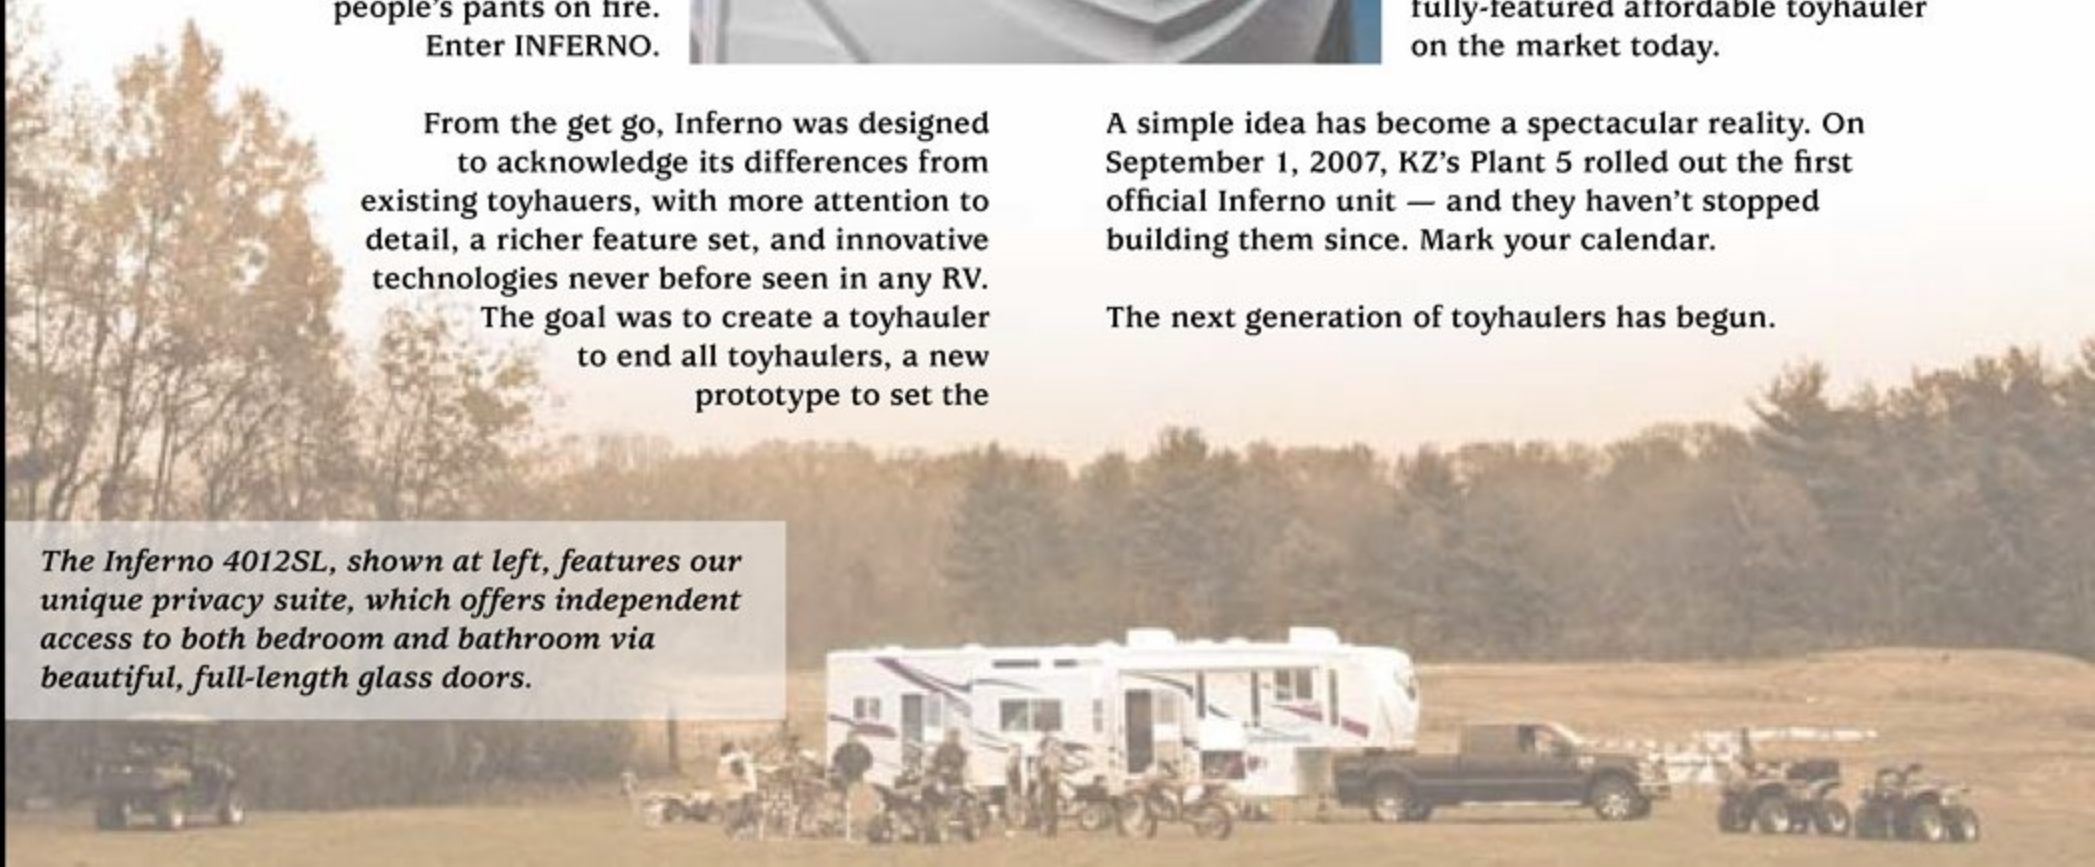 people's pants on fire.
Enter INFERNO.
From the get go, Inferno was designed
to acknowledge its differences from
existing toyhauers, with more attention to
detail, a richer feature set, and innovative
technologies never before seen in any RV.
The goal was to create a toyhauler
to end all toyhaulers, a new
prototype to set the
fully-featured affordable toyhauler
on the market today.
A simple idea has become a spectacular reality. On
September 1, 2007, KZ's Plant 5 rolled out the first
official Inferno unit — and they haven't stopped
building them since. Mark your calendar.
The next generation of toyhaulers has begun.
The Inferno 4012SL, shown at left, features our
unique privacy suite, which offers independent
access to both bedroom and bathroom via
beautiful, full-length glass doors.